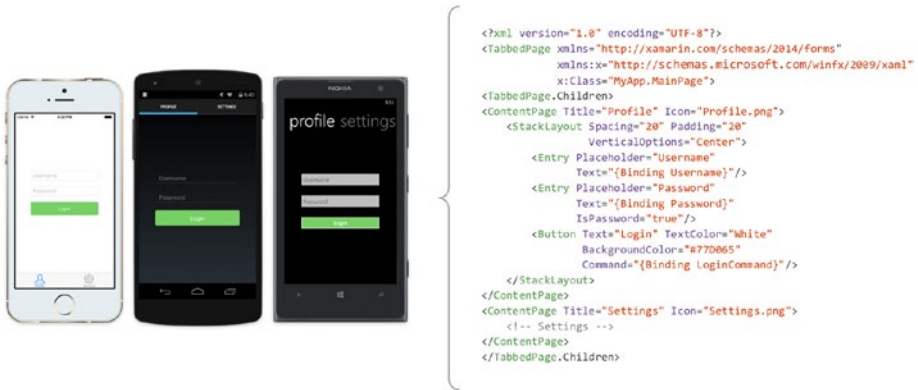 Username
Password
Login
PROFILE SETTINGS
Username
Password
Login
NOKIA
profile settings
Username
Password
Login
<?xml version="1.0" encoding="UTF-8"?>
<TabbedPage xmlns="http://xamarin.com/schemas/2014/forms"
xmlns:x="http://schemas.microsoft.com/winfx/2009/xaml"
x:Class="MyApp.MainPage">
<TabbedPage.Children>
<ContentPage Title="Profile" Icon="Profile.png">
<StackLayout Spacing="20" Padding="20"
VerticalOptions="Center">
<Entry Placeholder="Username"
Text="{Binding Username}"/>
<Entry Placeholder="Password"
Text="{Binding Password}"
IsPassword="true"/>
<Button Text="Login" TextColor="White"
BackgroundColor="#77D065"
Command="{Binding LoginCommand}"/>
</StackLayout>
</ContentPage>
<ContentPage Title="Settings" Icon="Settings.png">
<!-- Settings -->
</ContentPage>
</TabbedPage.Children>